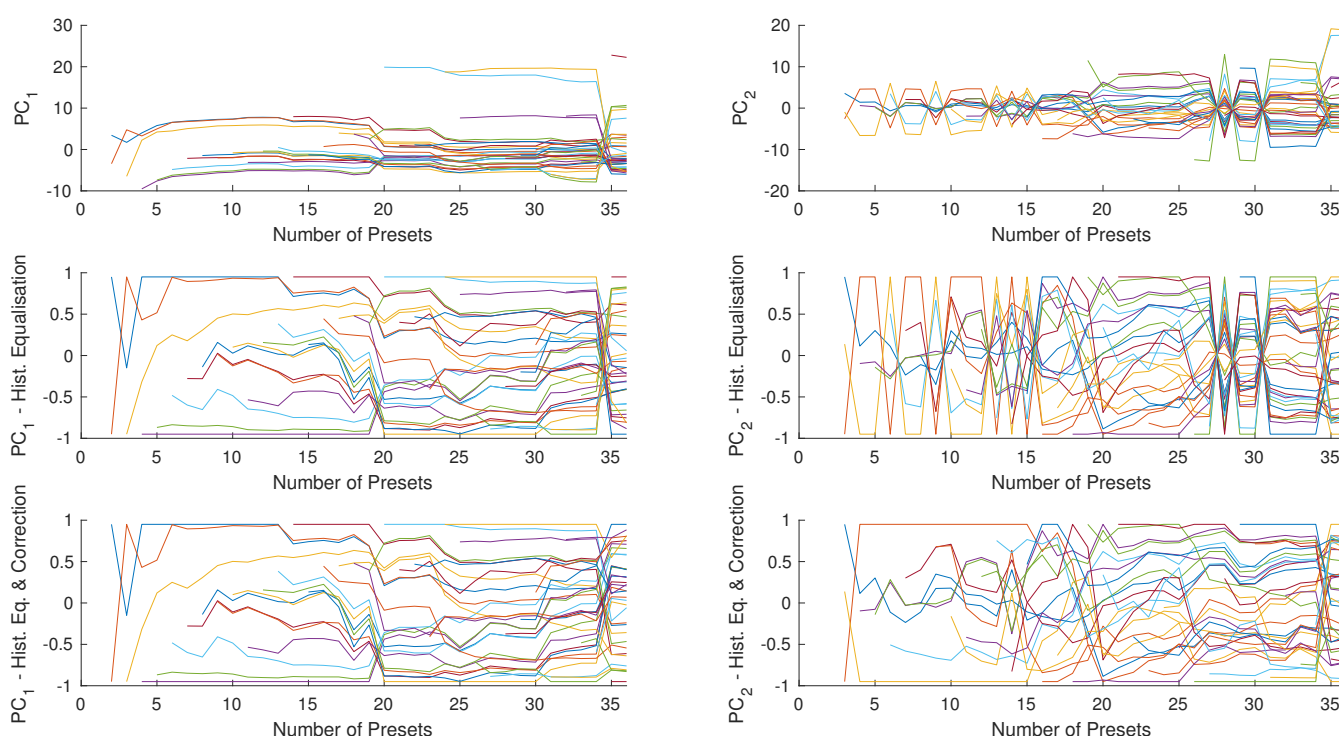 PC1
30
20
10
0
-10
0 5 10 15 20 25 30 35
Number of Presets
PC2
20
10
0
-10
-20
0 5 10 15 20 25 30 35
Number of Presets
PC1 - Hist. Equalisation
1
0.5
0
-0.5
-1
0 5 10 15 20 25 30 35
Number of Presets
PC2 - Hist. Equalisation
1
0.5
0
-0.5
-1
0 5 10 15 20 25 30 35
Number of Presets
PC1 - Hist. Eq. & Correction
1
0.5
0
-0.5
-1
0 5 10 15 20 25 30 35
Number of Presets
PC2 - Hist. Eq. & Correction
1
0.5
0
-0.5
-1
0 5 10 15 20 25 30 35
Number of Presets